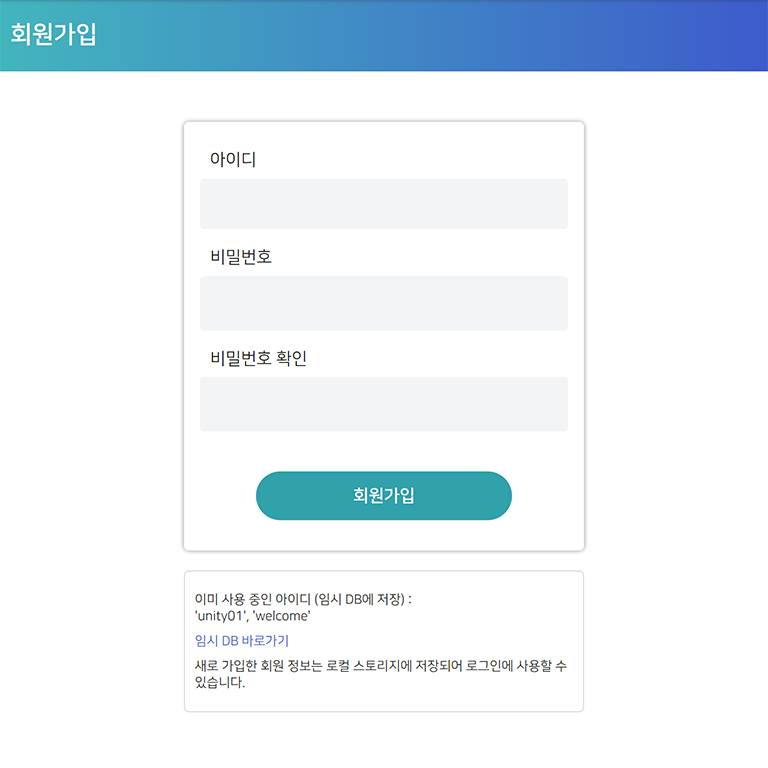 회원가입
아이디
비밀번호
비밀번호 확인
회원가입
이미 사용 중인 아이디 (임시 DB에 저장) :
'unity01', 'welcome'
임시 DB 바로가기
새로 가입한 회원 정보는 로컬 스토리지에 저장되어 로그인에 사용할 수
있습니다.